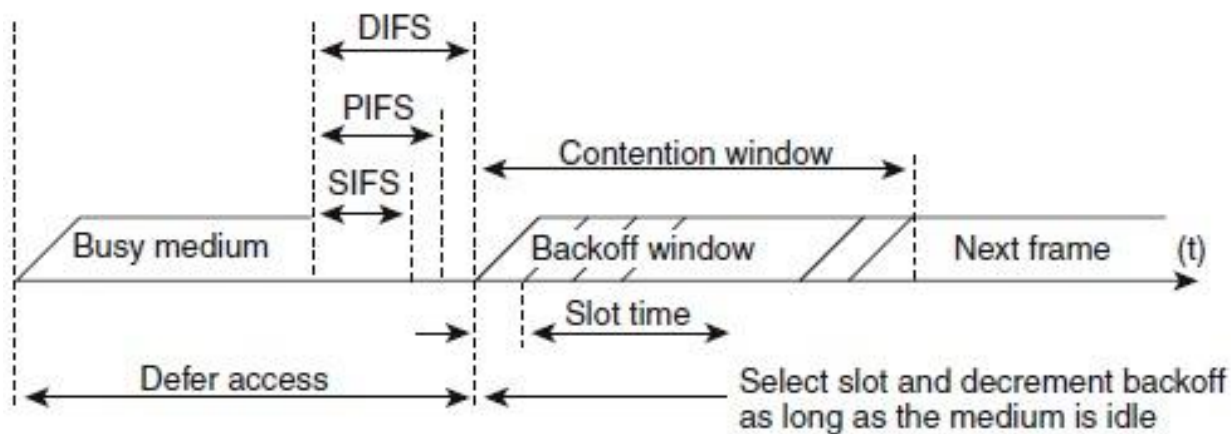 DIFS
PIFS
Contention window
SIFS
Busy medium
Backoff window
Next frame
(t)
Slot time
Defer access
Select slot and decrement backoff
as long as the medium is idle